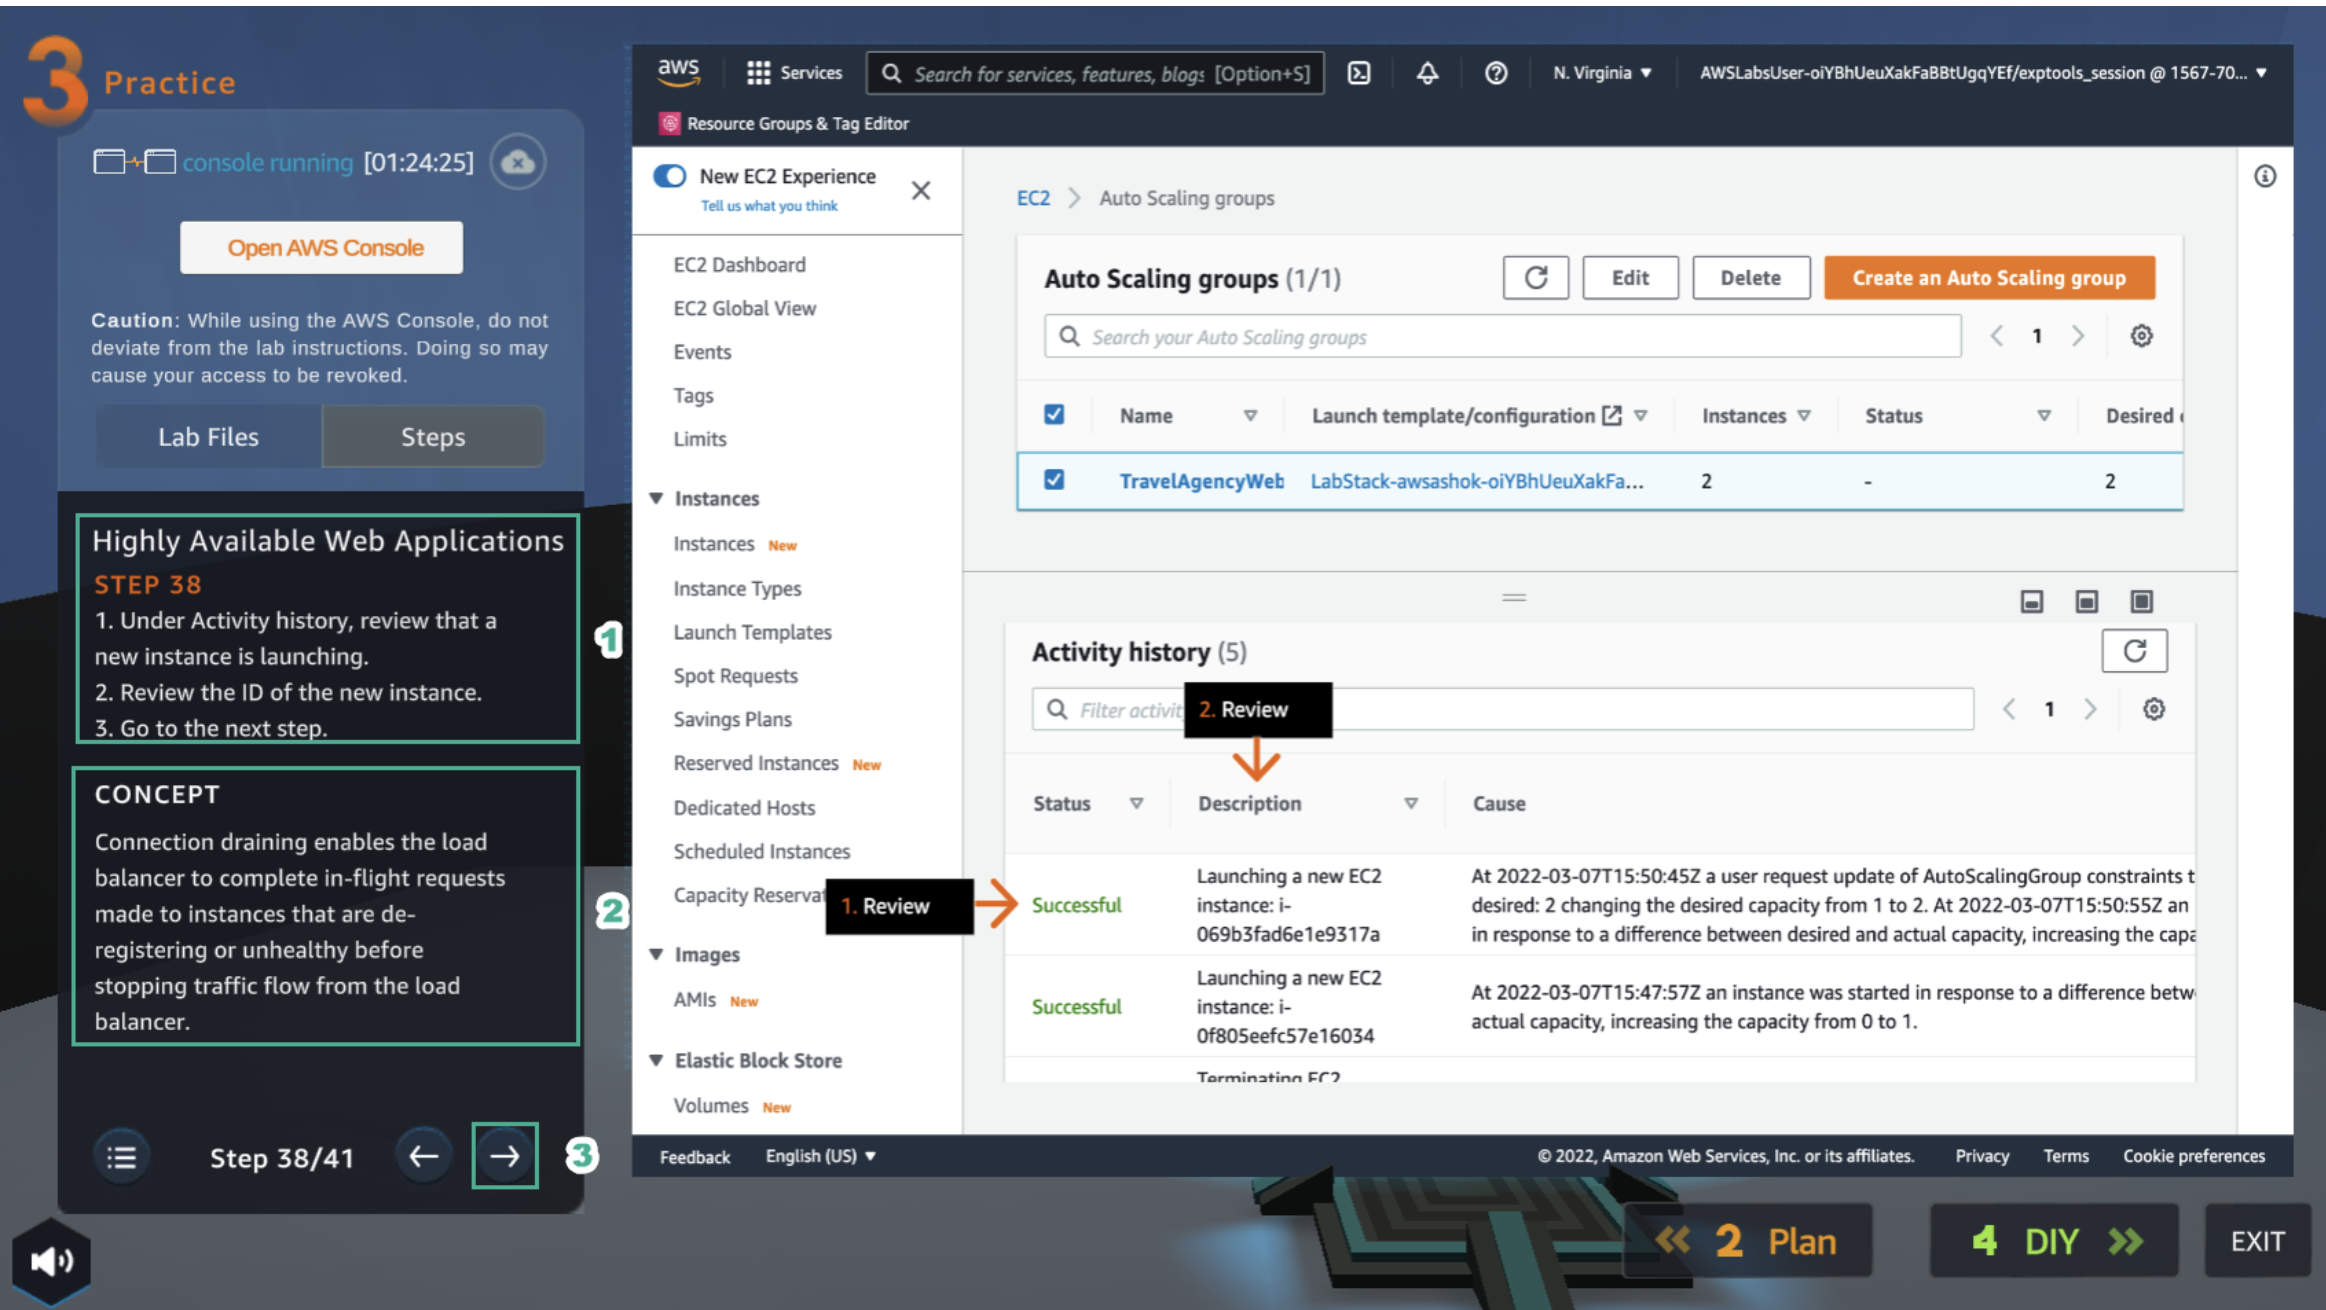 3 Practice
console running [01:24:25]
Open AWS Console
Caution: While using the AWS Console, do not
deviate from the lab instructions. Doing so may
cause your access to be revoked.
Lab Files
Steps
Highly Available Web Applications
STEP 38
1. Under Activity history, review that a
new instance is launching.
2. Review the ID of the new instance.
3. Go to the next step.
1
CONCEPT
Connection draining enables the load
balancer to complete in-flight requests
made to instances that are de-
registering or unhealthy before
stopping traffic flow from the load
balancer.
2
Step 38/41
3
aws
Services
Search for services, features, blogs [Option+S]
N. Virginia
AWSLabsUser-oiYBhUeuXakFaBBtUgqYEf/exptools_session @ 1567-70...
Resource Groups & Tag Editor
New EC2 Experience
Tell us what you think
EC2 Dashboard
EC2 Global View
Events
Tags
Limits
Instances
Instances New
Instance Types
Launch Templates
Spot Requests
Savings Plans
Reserved Instances New
Dedicated Hosts
Scheduled Instances
Capacity Reservat
Images
AMIs New
Elastic Block Store
Volumes New
EC2 > Auto Scaling groups
Auto Scaling groups (1/1)
Edit
Delete
Create an Auto Scaling group
Search your Auto Scaling groups
1
Name
Launch template/configuration
Instances
Status
Desired
TravelAgencyWeb
LabStack-awsashok-oiYBhUeuXakFa...
2
-
2
Activity history (5)
Filter activit
2. Review
1
Status
Description
Cause
1. Review
Successful
Launching a new EC2
instance: i-
069b3fad6e1e9317a
At 2022-03-07T15:50:45Z a user request update of AutoScalingGroup constraints t
desired: 2 changing the desired capacity from 1 to 2. At 2022-03-07T15:50:55Z an
in response to a difference between desired and actual capacity, increasing the capa
Successful
Launching a new EC2
instance: i-
0f805eefc57e16034
At 2022-03-07T15:47:57Z an instance was started in response to a difference betw
actual capacity, increasing the capacity from 0 to 1.
Terminating EC2
Feedback
English (US)
© 2022, Amazon Web Services, Inc. or its affiliates.
Privacy
Terms
Cookie preferences
2 Plan
4 DIY
EXIT